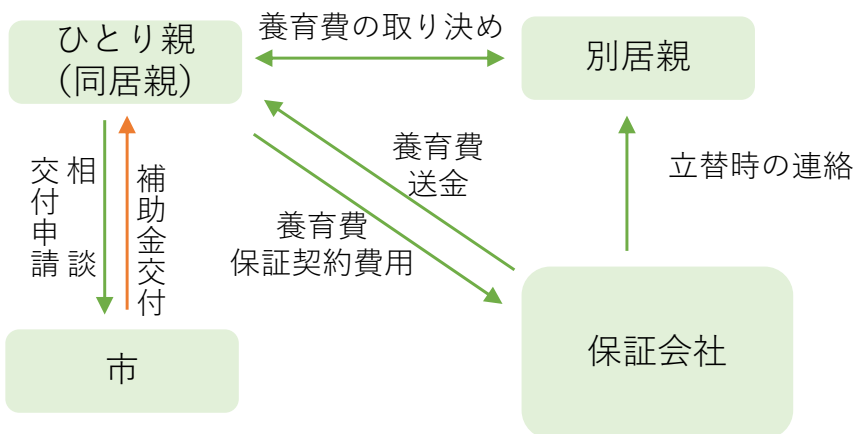 ひとり親
(同居親)
養育費の取り決め
別居親
相談
交付申請
補助金交付
養育費
送金
養育費
保証契約費用
立替時の連絡
市
保証会社